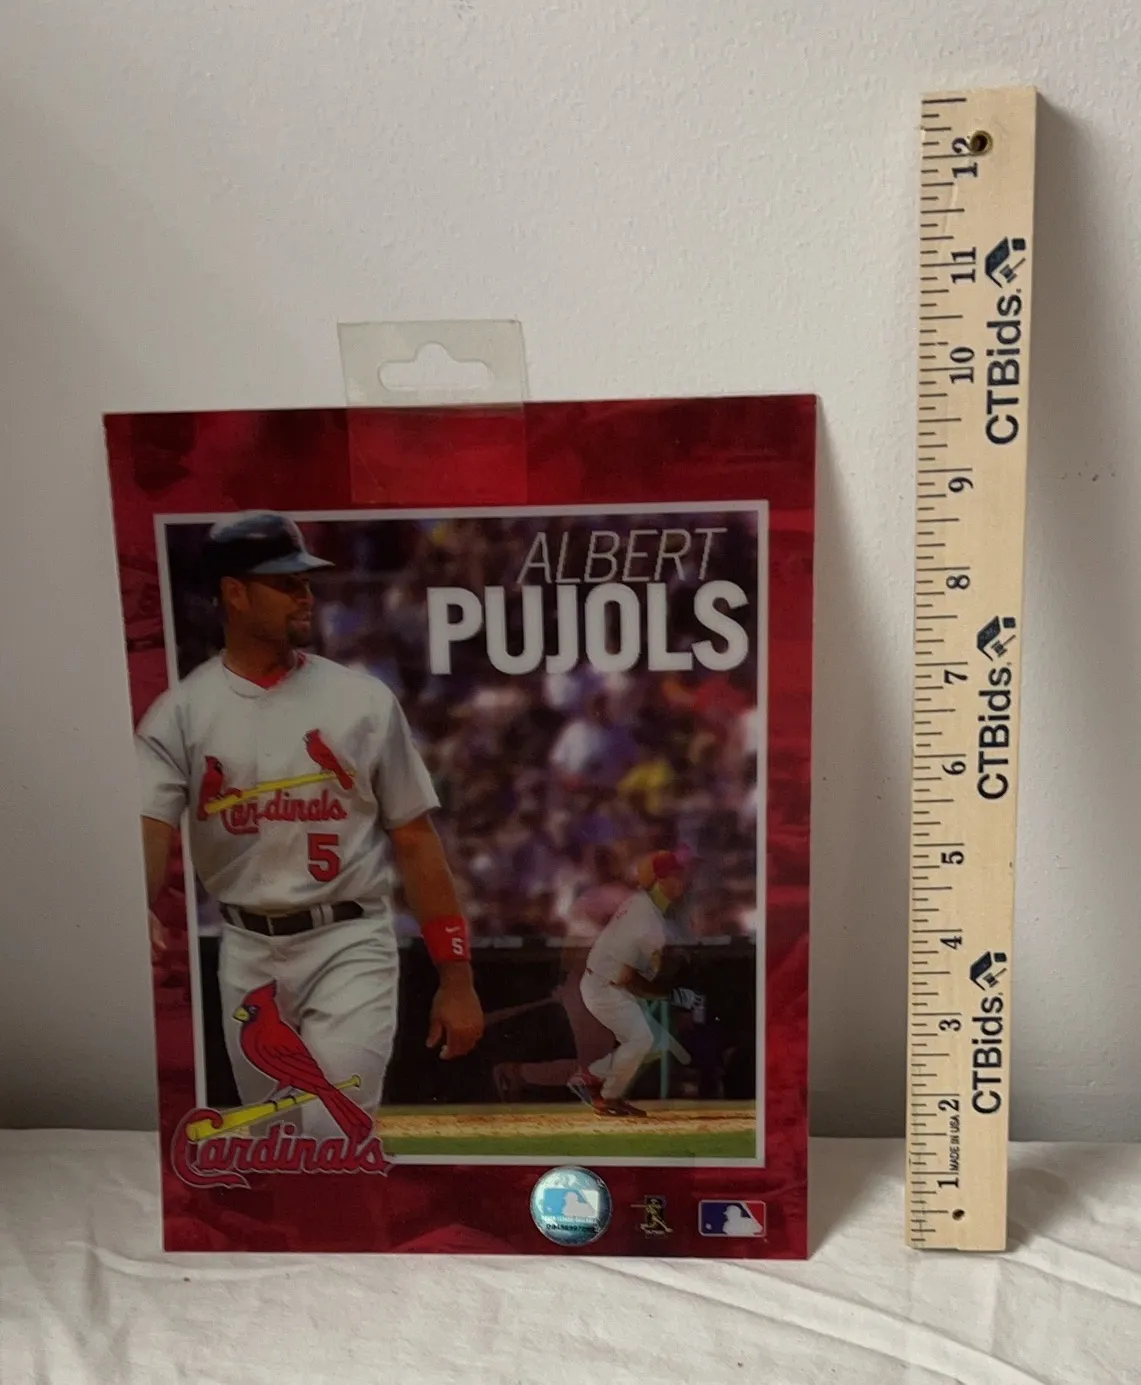 ALBERT
PUJOLS
Cardinals
5
5
Cardinals
12
11
10
9
8
7
6
5
4
3
2
1
CTBids.
CTBids.
CTBids.
MADE IN USA